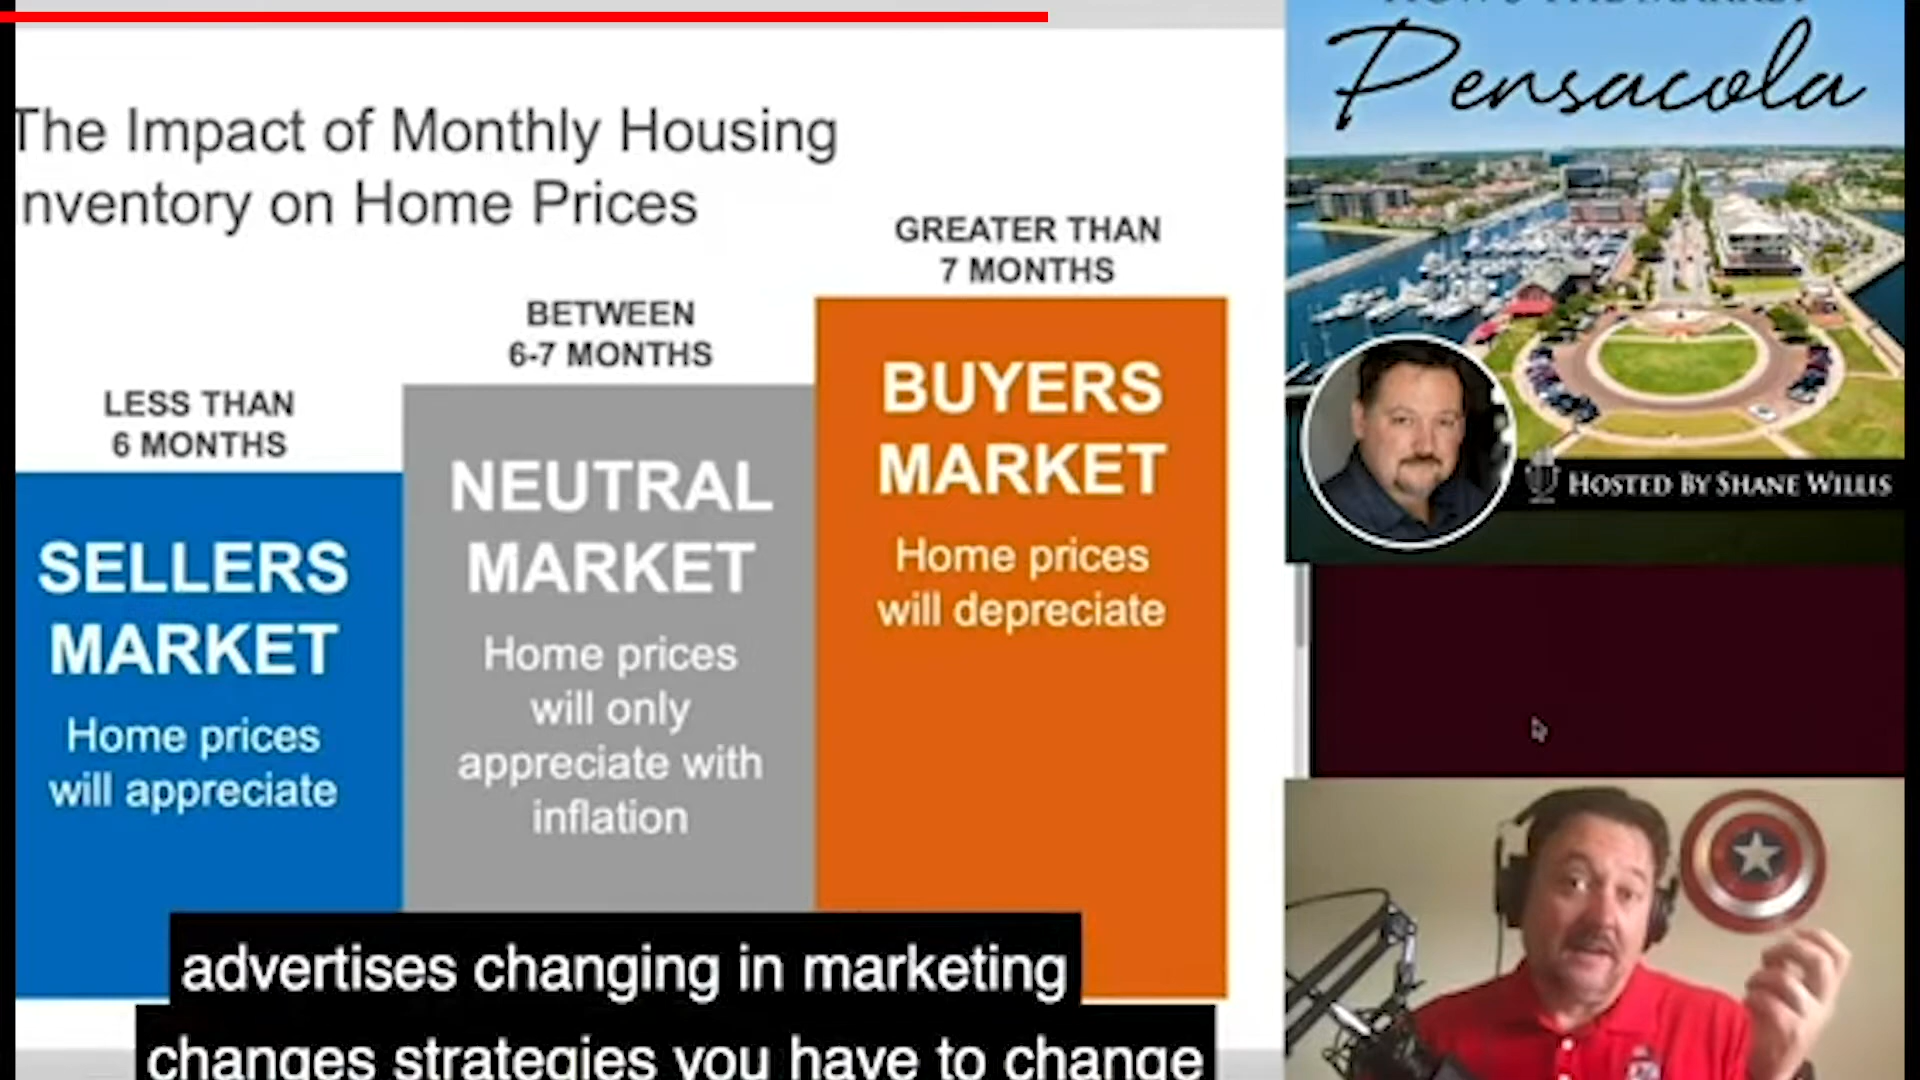 The Impact of Monthly Housing
nventory on Home Prices
LESS THAN
6 MONTHS
SELLERS
MARKET
Home prices
will appreciate
BETWEEN
6-7 MONTHS
NEUTRAL
MARKET
Home prices
will only
appreciate with
inflation
GREATER THAN
7 MONTHS
BUYERS
MARKET
Home prices
will depreciate
Pensacola
HOSTED BY SHANE WILLIS
advertises changing in marketing
changes strategies you have to change